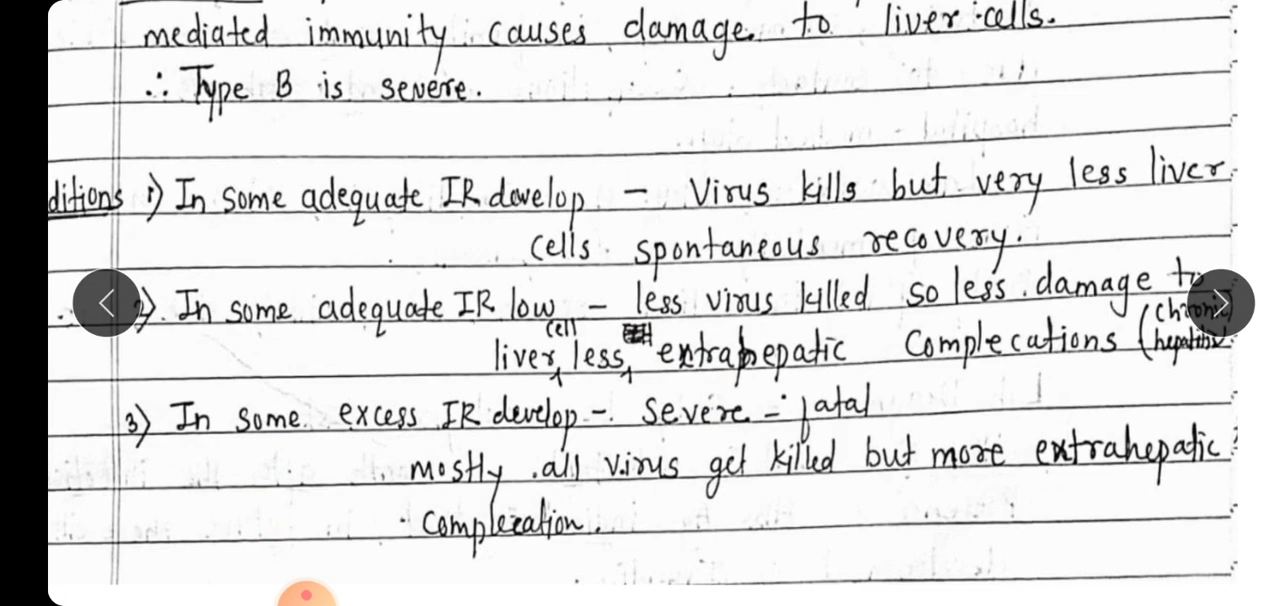 mediated immunity causes damage to liver cells.
∴ Type B is severe.
ditions 1) In some adequate IR develop – Virus kills but very less liver
cells spontaneous recovery.
2) In some adequate IR low – less virus killed so less damage to
liver cell less extrahepatic Complecations (chronic hepatitis
3) In some excess IR develop – Severe – fatal
mostly all virus get killed but more extrahepatic
complecation